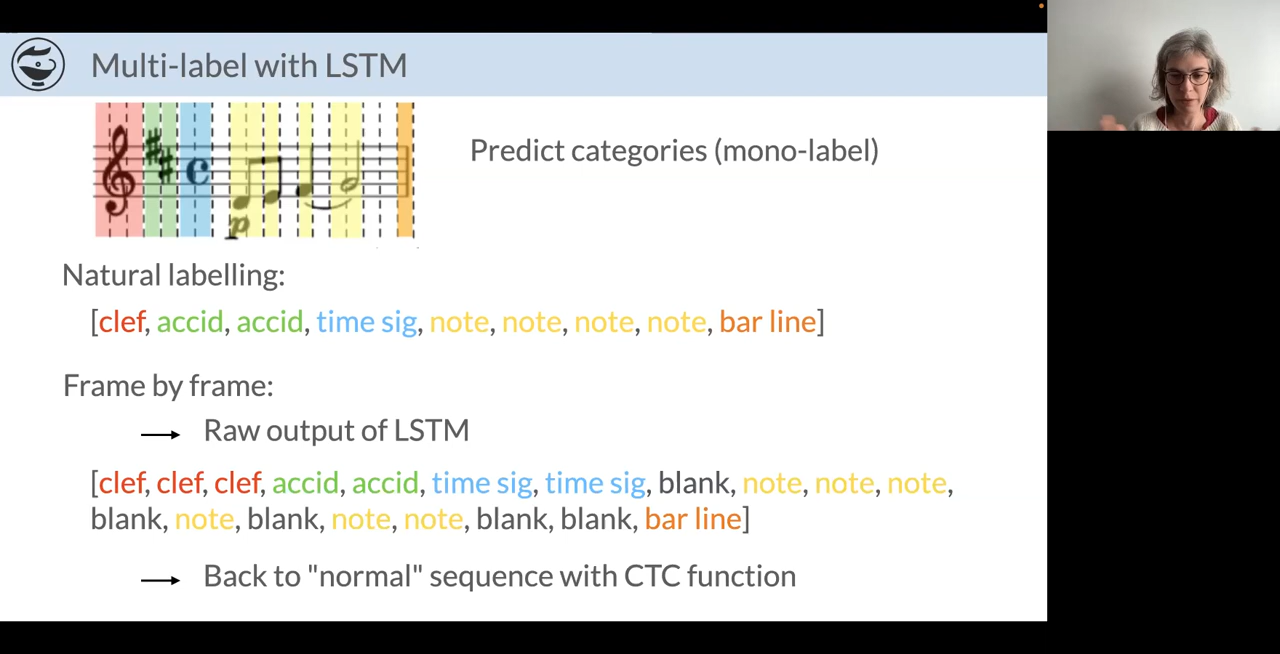 Multi-label with LSTM
Predict categories (mono-label)
p
Natural labelling:
[clef, accid, accid, time sig, note, note, note, note, bar line]
Frame by frame:
Raw output of LSTM
[clef, clef, clef, accid, accid, time sig, time sig, blank, note, note, note,
blank, note, blank, note, note, blank, blank, bar line]
Back to "normal" sequence with CTC function